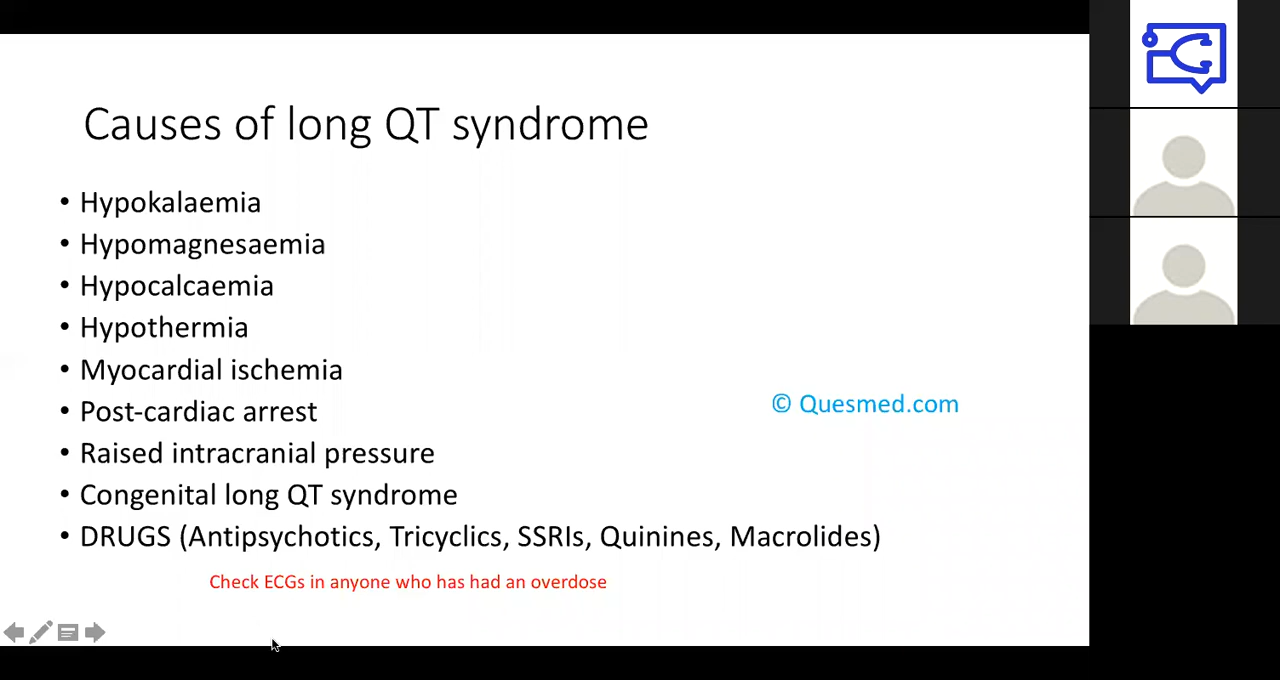 Causes of long QT syndrome
• Hypokalaemia
• Hypomagnesaemia
• Hypocalcaemia
• Hypothermia
• Myocardial ischemia
• Post-cardiac arrest
© Quesmed.com
• Raised intracranial pressure
• Congenital long QT syndrome
• DRUGS (Antipsychotics, Tricyclics, SSRIs, Quinines, Macrolides)
Check ECGs in anyone who has had an overdose